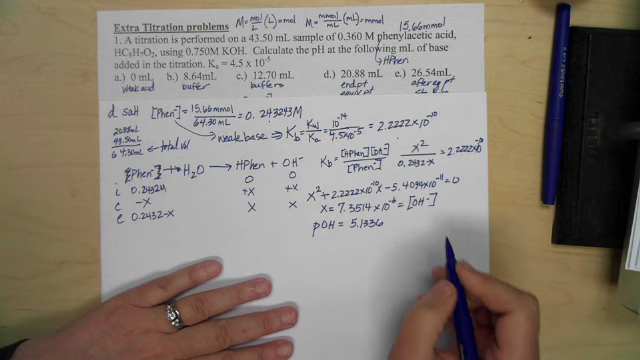 Extra Titration problems M = mol/L (L) = mol M = mmol/mL (mL) = mmol
15.66mmol
1. A titration is performed on a 43.50 mL sample of 0.360 M phenylacetic acid, ↳HPhen
HC₈H₇O₂, using 0.750M KOH. Calculate the pH at the following mL of base
added in the titration. Kₐ = 4.5 x 10⁻⁵
a.) 0 mL b.) 8.64mL c.) 12.70 mL d.) 20.88 mL e.) 26.54mL
weak acid buffer buffers endpt after eq pt
d. salt [Phen⁻] = 15.66mmol/64.30mL = 0.243243M
20.88mL
43.50mL
64.30mL ← total vol
→ weak base → Kb = Kw/Ka = 10⁻¹⁴/4.5x10⁻⁵ = 2.2222 x 10⁻¹⁰
[Phen⁻] + H₂O → HPhen + OH⁻
Kb = [HPhen][OH⁻]/[Phen⁻] x²/0.2432-x = 2.2222x10⁻¹⁰
i 0.2432M 0 0
c -x +x +x
e 0.2432-x x x
x² + 2.2222x10⁻¹⁰x - 5.4054x10⁻¹¹ = 0
x = 7.3514 x 10⁻⁶ = [OH⁻]
pOH = 5.1336